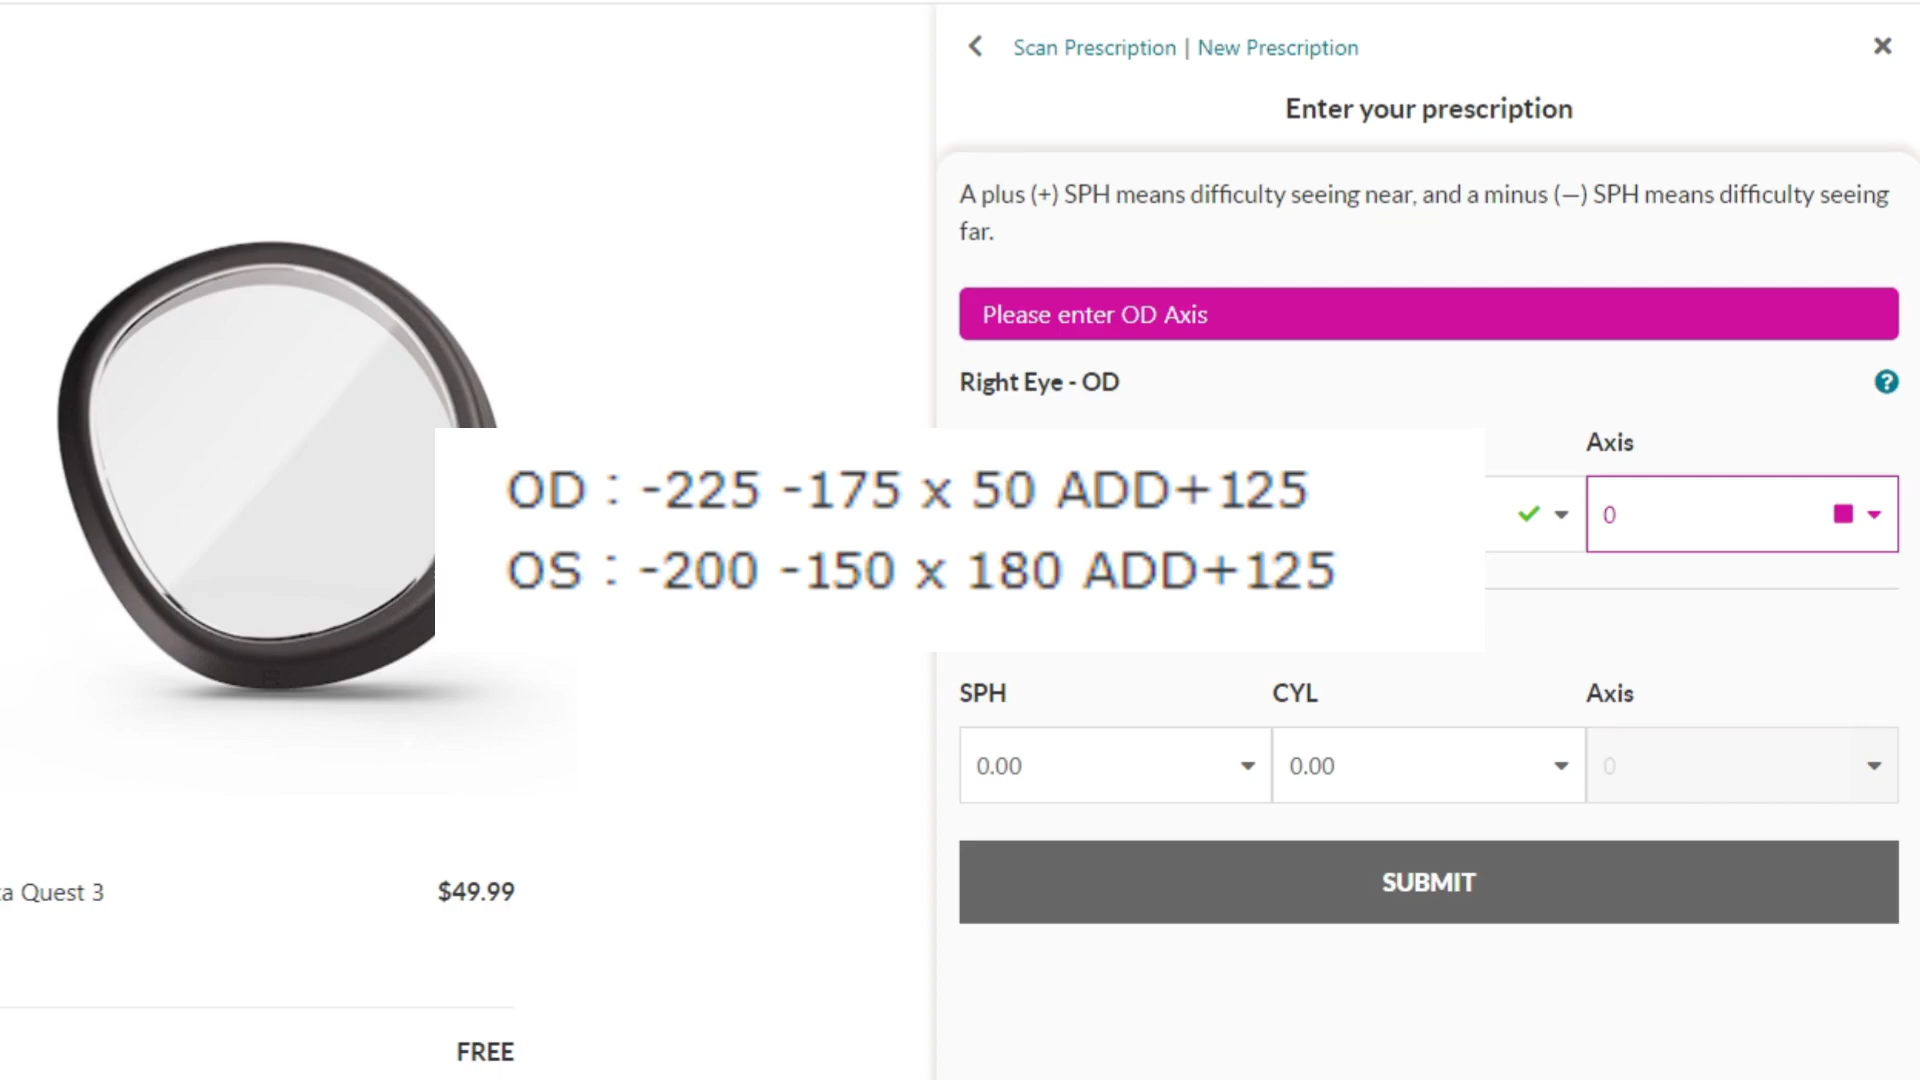 Scan Prescription | New Prescription
Enter your prescription
A plus (+) SPH means difficulty seeing near, and a minus (—) SPH means difficulty seeing
far.
Please enter OD Axis
Right Eye - OD
Axis
0
OD : -225 -175 x 50 ADD+125
OS : -200 -150 x 180 ADD+125
SPH CYL Axis
0.00 0.00 0
SUBMIT
Quest 3 $49.99
FREE